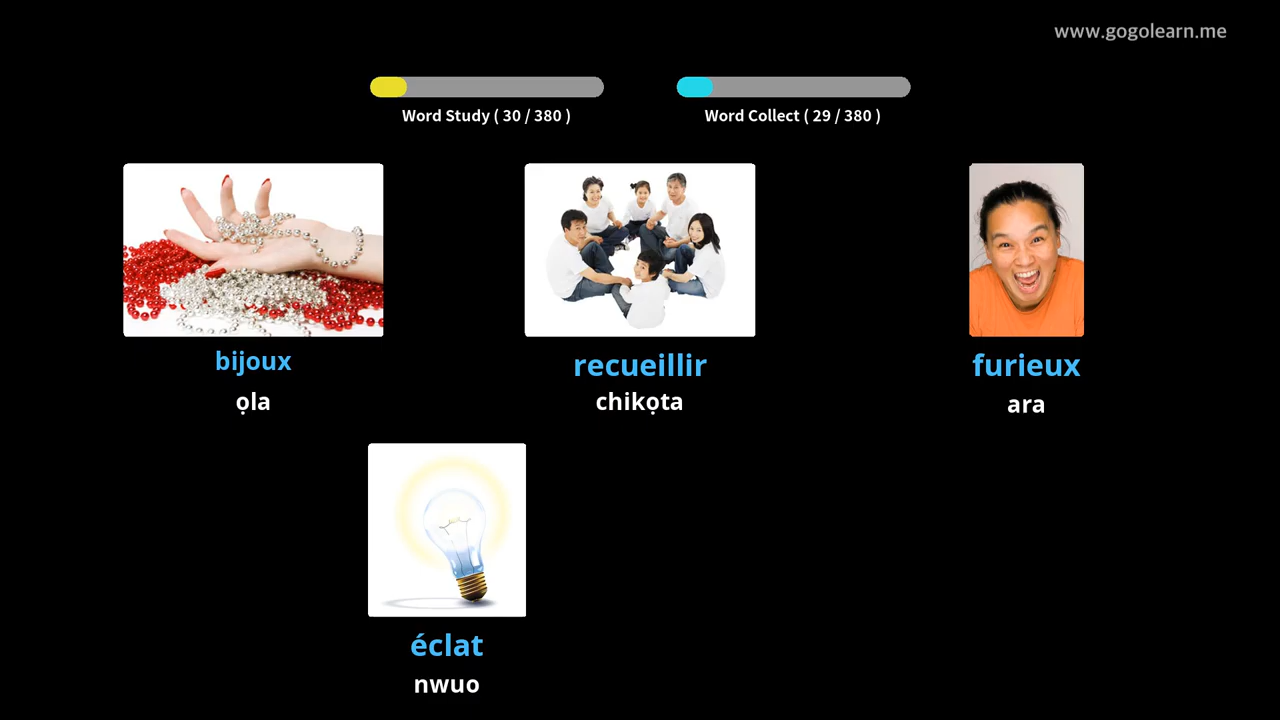 www.gogolearn.me
Word Study ( 30 / 380 )
Word Collect ( 29 / 380 )
bijoux
ọla
recueillir
chikọta
furieux
ara
éclat
nwuo